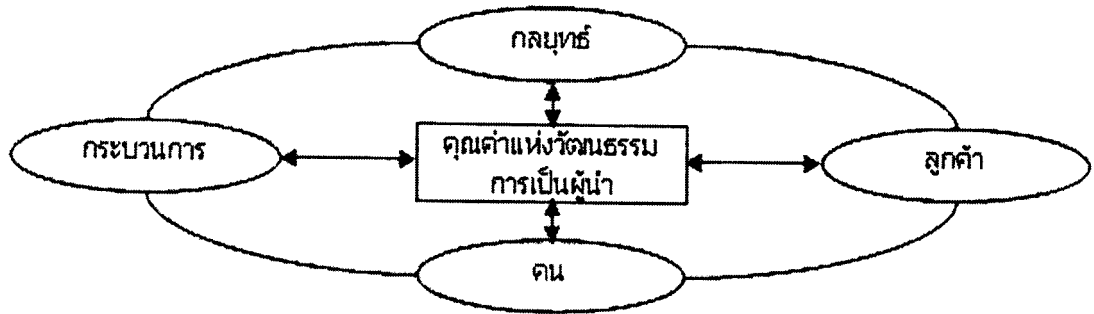 กลยุทธ์
กระบวนการ
คุณค่าแห่งวัฒนธรรม
การเป็นผู้นำ
ลูกค้า
คน